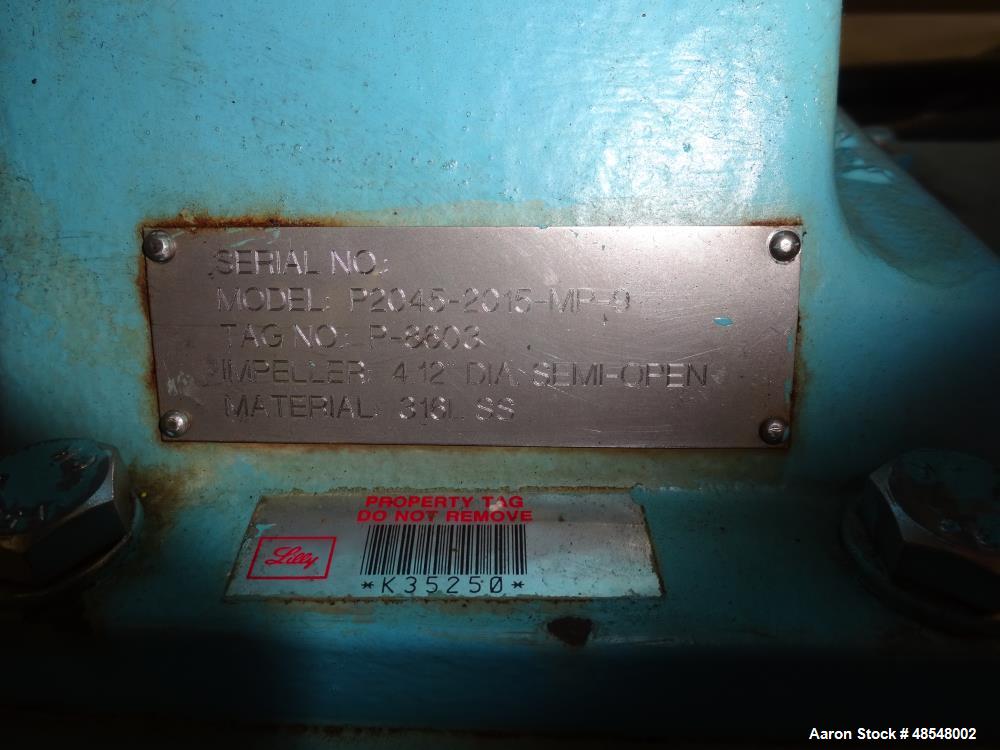 SERIAL NO.:
MODEL: P2045-2015-MP-9
TAG NO.: P-8803
IMPELLER: 4.12" DIA. SEMI-OPEN
MATERIAL: 316L SS
PROPERTY TAG
DO NOT REMOVE
Lilly
*K35250*
Aaron Stock # 48548002